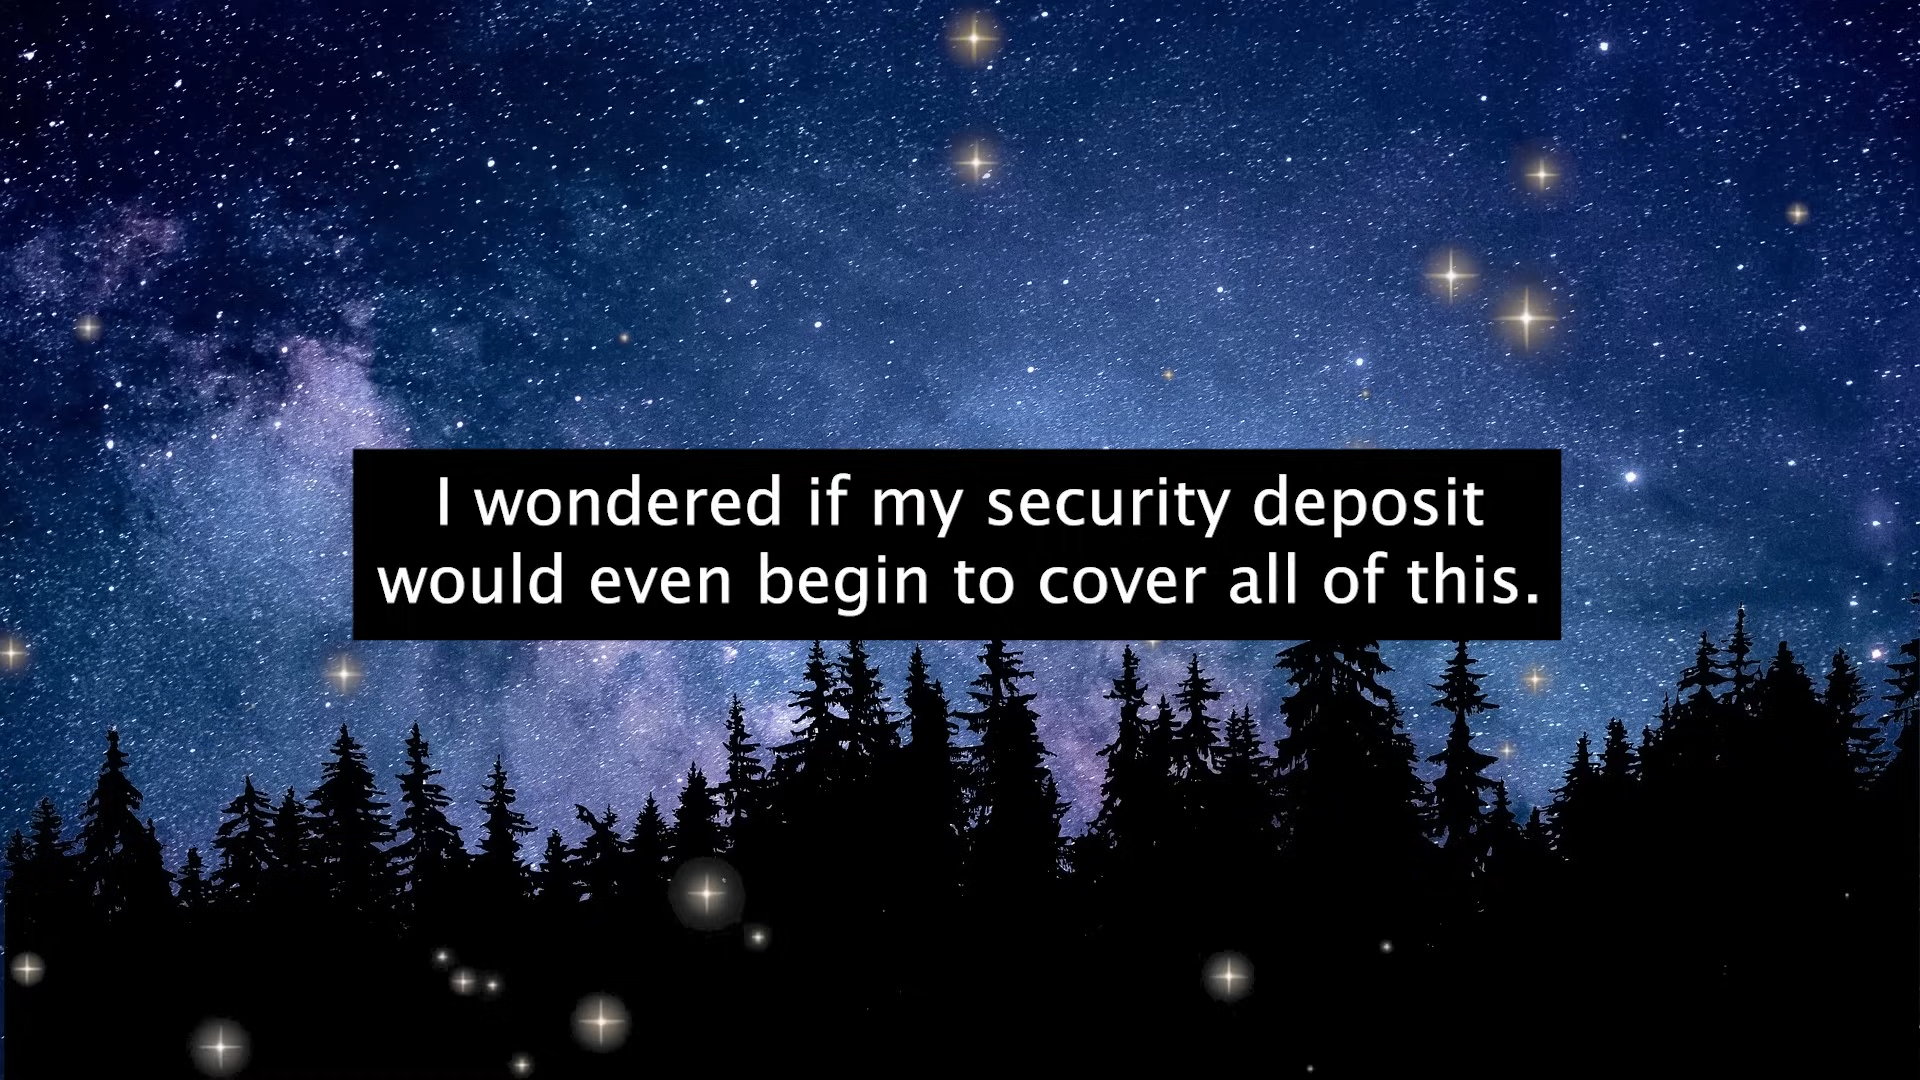 I wondered if my security deposit
would even begin to cover all of this.